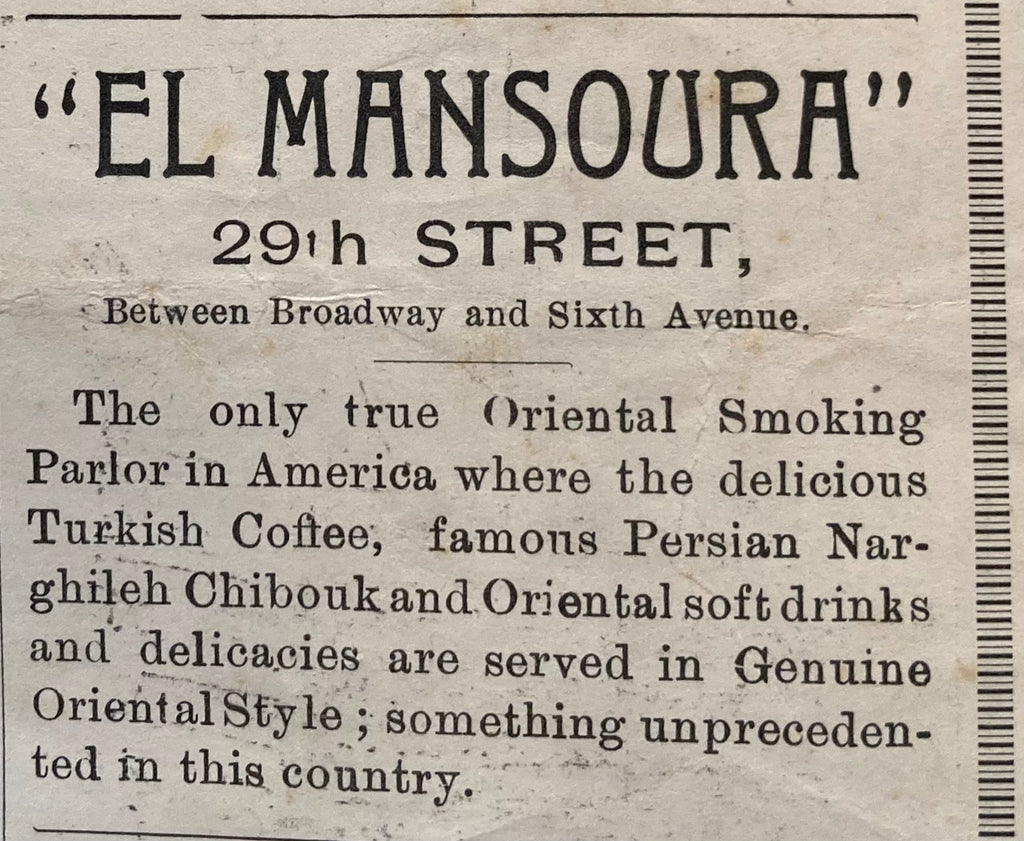 “EL MANSOURA”
29th STREET,
Between Broadway and Sixth Avenue.
The only true Oriental Smoking
Parlor in America where the delicious
Turkish Coffee, famous Persian Nar-
ghileh Chibouk and Oriental soft drinks
and delicacies are served in Genuine
Oriental Style ; something unpreceden-
ted in this country.